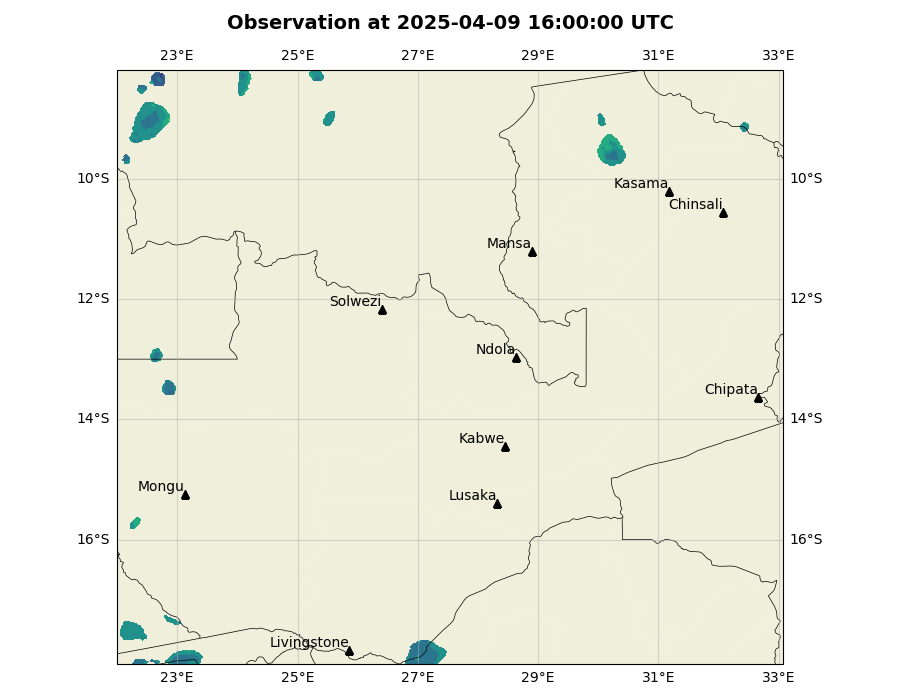 Observation at 2025-04-09 16:00:00 UTC
23°E 25°E 27°E 29°E 31°E 33°E
10°S 10°S
Kasama
Chinsali
Mansa
12°S 12°S
Solwezi
Ndola
Chipata
14°S 14°S
Kabwe
Mongu
Lusaka
16°S 16°S
Livingstone
23°E 25°E 27°E 29°E 31°E 33°E